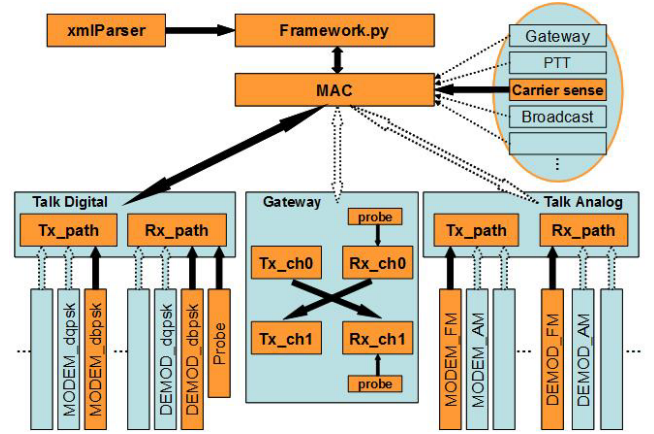 xmlParser
Framework.py
MAC
Gateway
PTT
Carrier sense
Broadcast
⋮
Talk Digital
Tx_path
Rx_path
MODEM_dqpsk
MODEM_dbpsk
DEMOD_dqpsk
DEMOD_dbpsk
Probe
Gateway
probe
Tx_ch0
Rx_ch0
Tx_ch1
Rx_ch1
probe
Talk Analog
Tx_path
Rx_path
MODEM_FM
MODEM_AM
DEMOD_FM
DEMOD_AM